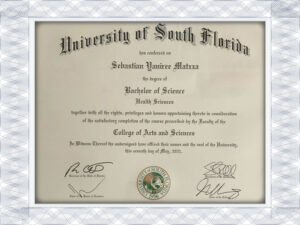 University of South Florida
has conferred on
Sebastian
the degree of
Bachelor of Science
Health Sciences
together with all the rights, privileges and honors appertaining thereto in consideration
of the satisfactory completion of the course prescribed by the Faculty of the
College of Arts and Sciences
In Witness Thereof the undersigned have affixed their names and the seal of the University,
this seventh day of May,